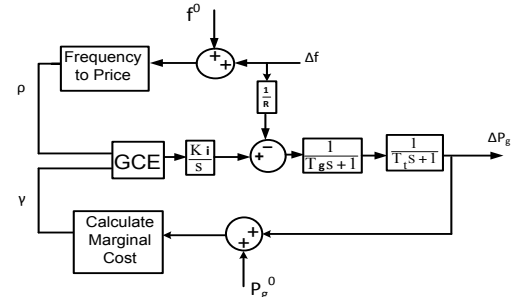 f⁰
Frequency
to Price
+
+
Δf
ρ
1
R
GCE
K i
s
+
−
1
Tgs + 1
1
Tts + 1
ΔPg
γ
Calculate
Marginal
Cost
+
+
Pg⁰